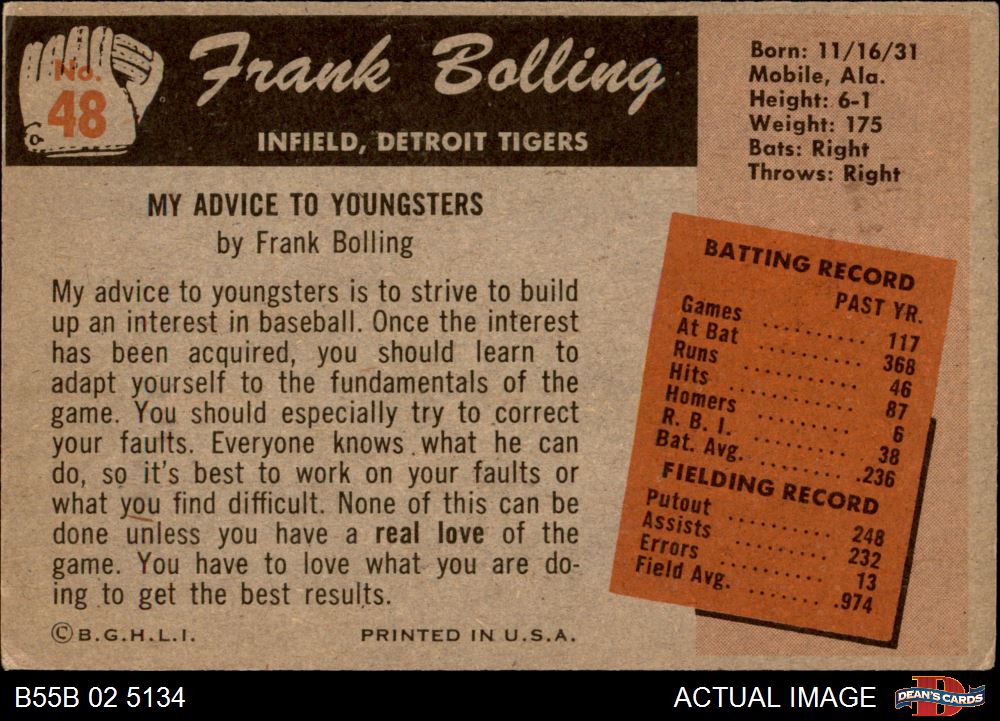 No.
48
Frank Bolling
INFIELD, DETROIT TIGERS
MY ADVICE TO YOUNGSTERS
by Frank Bolling
My advice to youngsters is to strive to build
up an interest in baseball. Once the interest
has been acquired, you should learn to
adapt yourself to the fundamentals of the
game. You should especially try to correct
your faults. Everyone knows what he can
do, so it's best to work on your faults or
what you find difficult. None of this can be
done unless you have a real love of the
game. You have to love what you are do-
ing to get the best results.
©B.G.H.L.I. PRINTED IN U.S.A.
Born: 11/16/31
Mobile, Ala.
Height: 6-1
Weight: 175
Bats: Right
Throws: Right
BATTING RECORD
PAST YR.
Games .......... 117
At Bat .......... 368
Runs .......... 46
Hits .......... 87
Homers .......... 6
R. B. I. .......... 38
Bat. Avg. .......... .236
FIELDING RECORD
Putout .......... 248
Assists .......... 232
Errors .......... 13
Field Avg. .......... .974
B55B 02 5134 ACTUAL IMAGE
DEAN'S CARDS